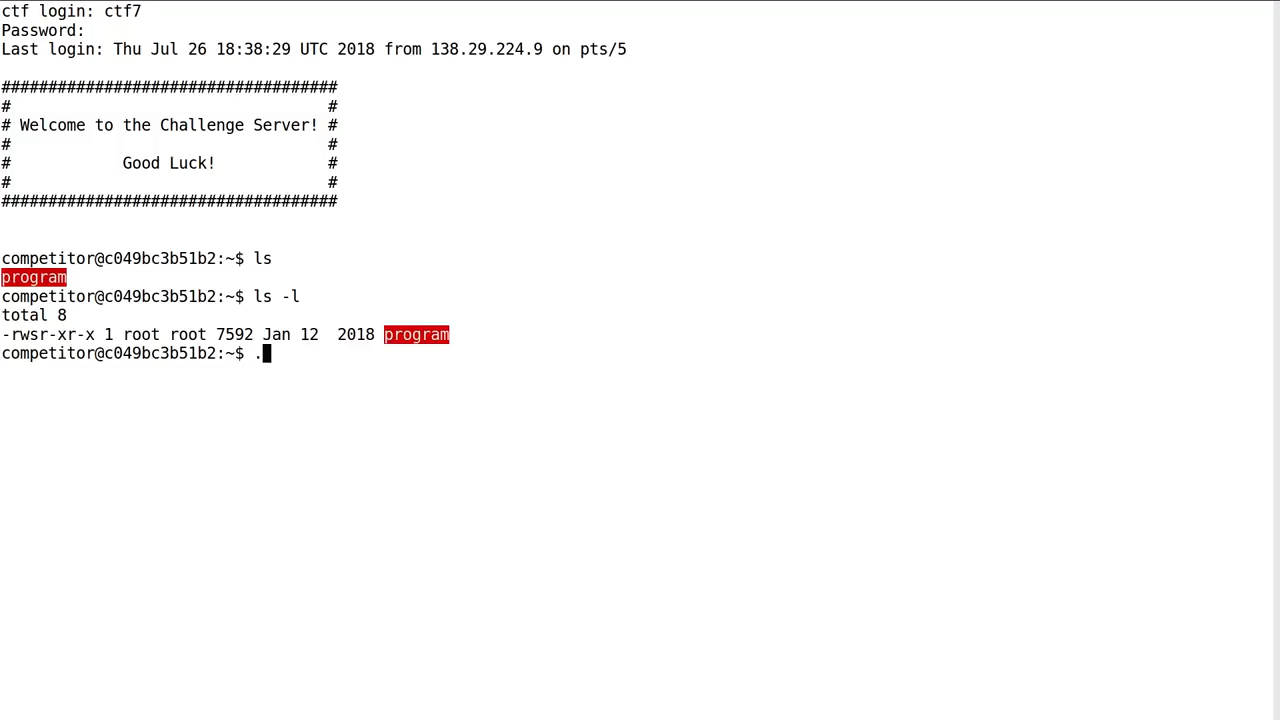 ctf login: ctf7
Password:
Last login: Thu Jul 26 18:38:29 UTC 2018 from 138.29.224.9 on pts/5
####################################
#                                  #
# Welcome to the Challenge Server! #
#                                  #
#            Good Luck!            #
#                                  #
####################################
competitor@c049bc3b51b2:~$ ls
program
competitor@c049bc3b51b2:~$ ls -l
total 8
-rwsr-xr-x 1 root root 7592 Jan 12  2018 program
competitor@c049bc3b51b2:~$ .